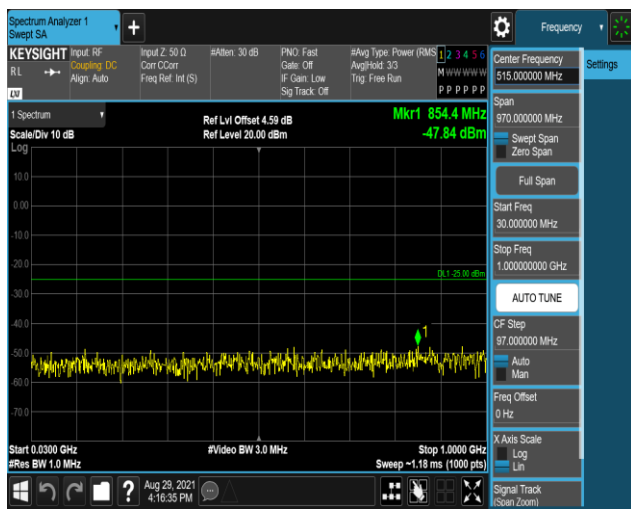 Spectrum Analyzer 1
Swept SA
+
Frequency
KEYSIGHT
RL
LXI
Input: RF
Coupling: DC
Align: Auto
Input Z: 50 Ω
Corr CCorr
Freq Ref: Int (S)
#Atten: 30 dB
PNO: Fast
Gate: Off
IF Gain: Low
Sig Track: Off
#Avg Type: Power (RMS
Avg|Hold: 3/3
Trig: Free Run
1 2 3 4 5 6
M W W W W W
P P P P P P
1 Spectrum
Scale/Div 10 dB
Log
Ref Lvl Offset 4.59 dB
Ref Level 20.00 dBm
Mkr1 854.4 MHz
-47.84 dBm
10.0
0.00
-10.0
-20.0
DL1 -25.00 dBm
-30.0
-40.0
1
-50.0
-60.0
-70.0
Start 0.0300 GHz
#Video BW 3.0 MHz
Stop 1.0000 GHz
#Res BW 1.0 MHz
Sweep ~1.18 ms (1000 pts)
?
Aug 29, 2021
4:16:35 PM
Center Frequency
515.000000 MHz
Settings
Span
970.000000 MHz
Swept Span
Zero Span
Full Span
Start Freq
30.000000 MHz
Stop Freq
1.000000000 GHz
AUTO TUNE
CF Step
97.000000 MHz
Auto
Man
Freq Offset
0 Hz
X Axis Scale
Log
Lin
Signal Track
(Span Zoom)